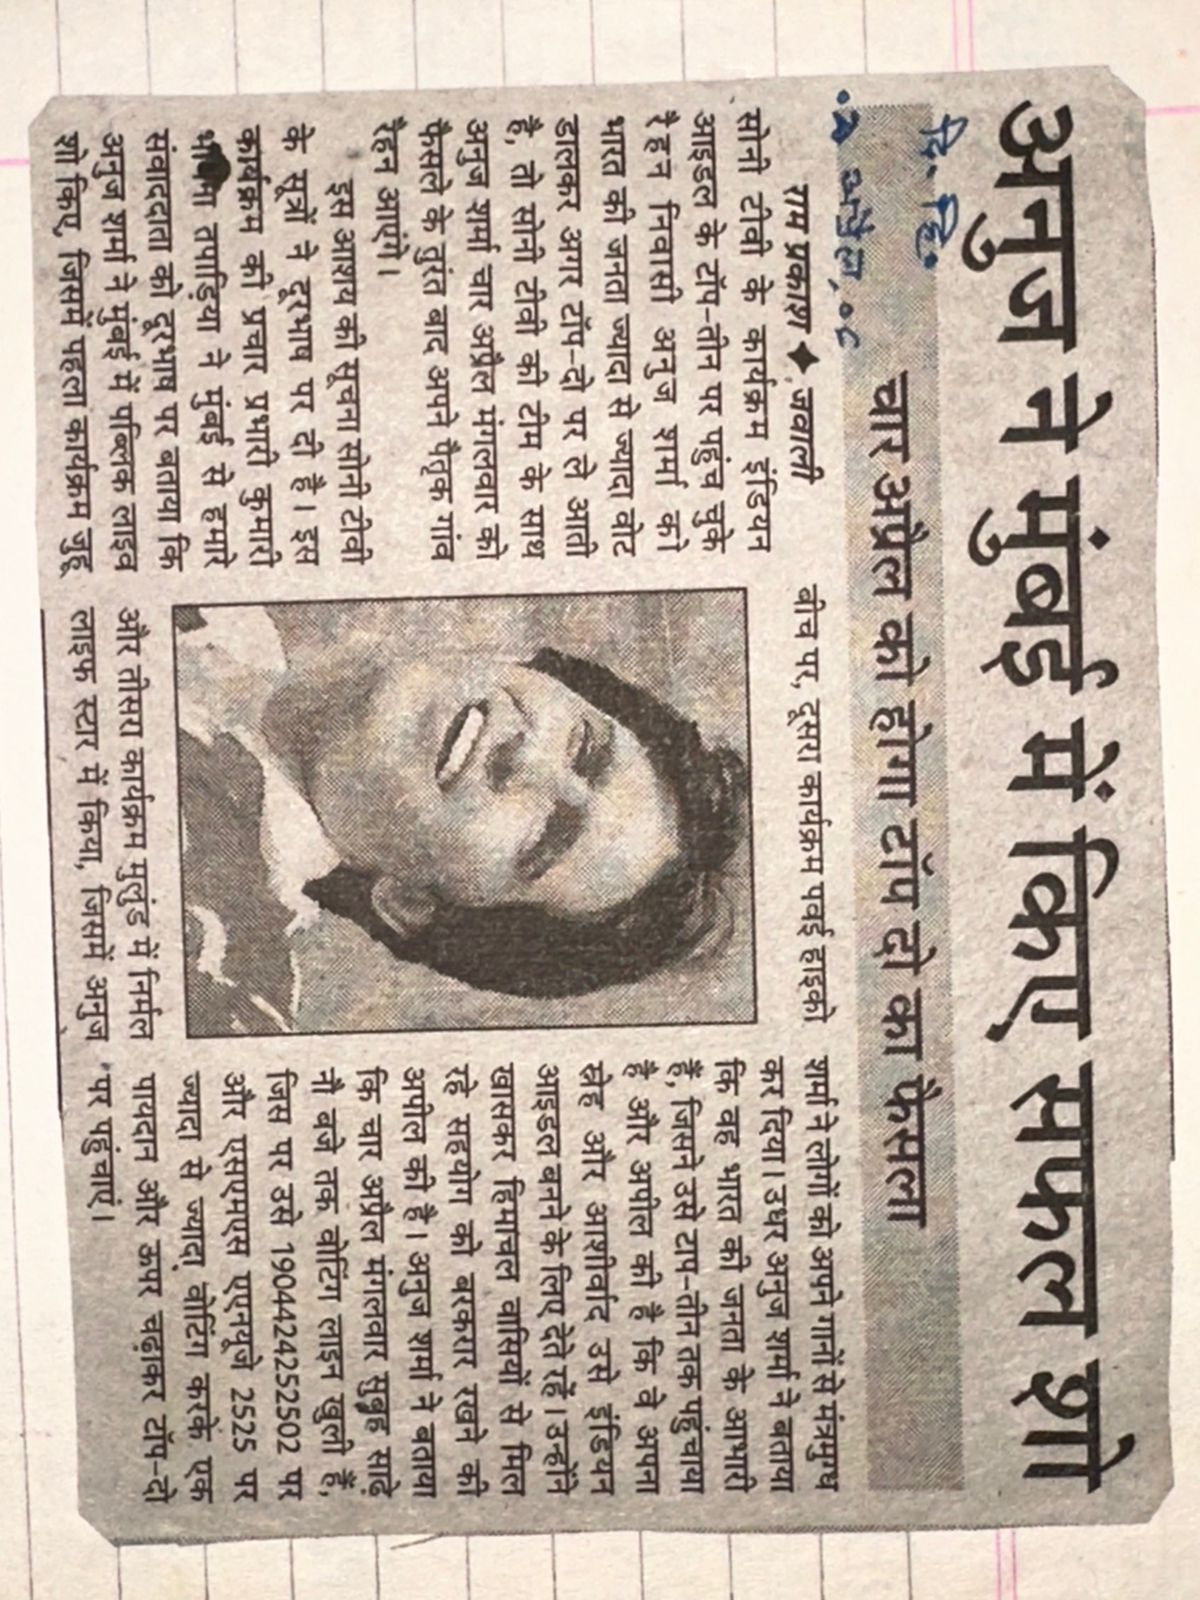 अनुज ने मुंबई में किए सफल शो
दि. हि.
चार अप्रैल को होगा टॉप दो का फैसला
अप्रैल,
राम प्रकाश ✦ जवाली
सोनी टीवी के कार्यक्रम इंडियन
आइडल के टॉप-तीन पर पहुंच चुके
रैहन निवासी अनुज शर्मा को
भारत की जनता ज्यादा से ज्यादा वोट
डालकर अगर टॉप-दो पर ले आती
है, तो सोनी टीवी की टीम के साथ
अनुज शर्मा चार अप्रैल मंगलवार को
फैसले के तुरंत बाद अपने पैतृक गांव
रैहन आएंगे।
इस आशय की सूचना सोनी टीवी
के सूत्रों ने दूरभाष पर दी है। इस
कार्यक्रम की प्रचार प्रभारी कुमारी
तपाड़िया ने मुंबई से हमारे
संवाददाता को दूरभाष पर बताया कि
अनुज शर्मा ने मुंबई में पब्लिक लाइव
शो किए, जिसमें पहला कार्यक्रम जुहू
बीच पर, दूसरा कार्यक्रम पवई हाइको
और तीसरा कार्यक्रम मुलुंड में निर्मल
लाइफ स्टार में किया, जिसमें अनुज
शर्मा ने लोगों को अपने गानों से मंत्रमुग्ध
कर दिया। उधर अनुज शर्मा ने बताया
कि वह भारत की जनता के आभारी
हैं, जिसने उसे टाप-तीन तक पहुंचाया
है और अपील की है कि वे अपना
स्नेह और आशीर्वाद उसे इंडियन
आइडल बनने के लिए देते रहें। उन्होंने
खासकर हिमाचल वासियों से मिल
रहे सहयोग को बरकरार रखने की
अपील की है। अनुज शर्मा ने बताया
कि चार अप्रैल मंगलवार सुबह साढ़े
नौ बजे तक वोटिंग लाइन खुली हैं,
जिस पर उसे 1904424252502 पर
और एसएमएस एएनयूजे 2525 पर
ज्यादा से ज्यादा वोटिंग करके एक
पायदान और ऊपर चढ़ाकर टॉप-दो
पर पहुंचाएं।